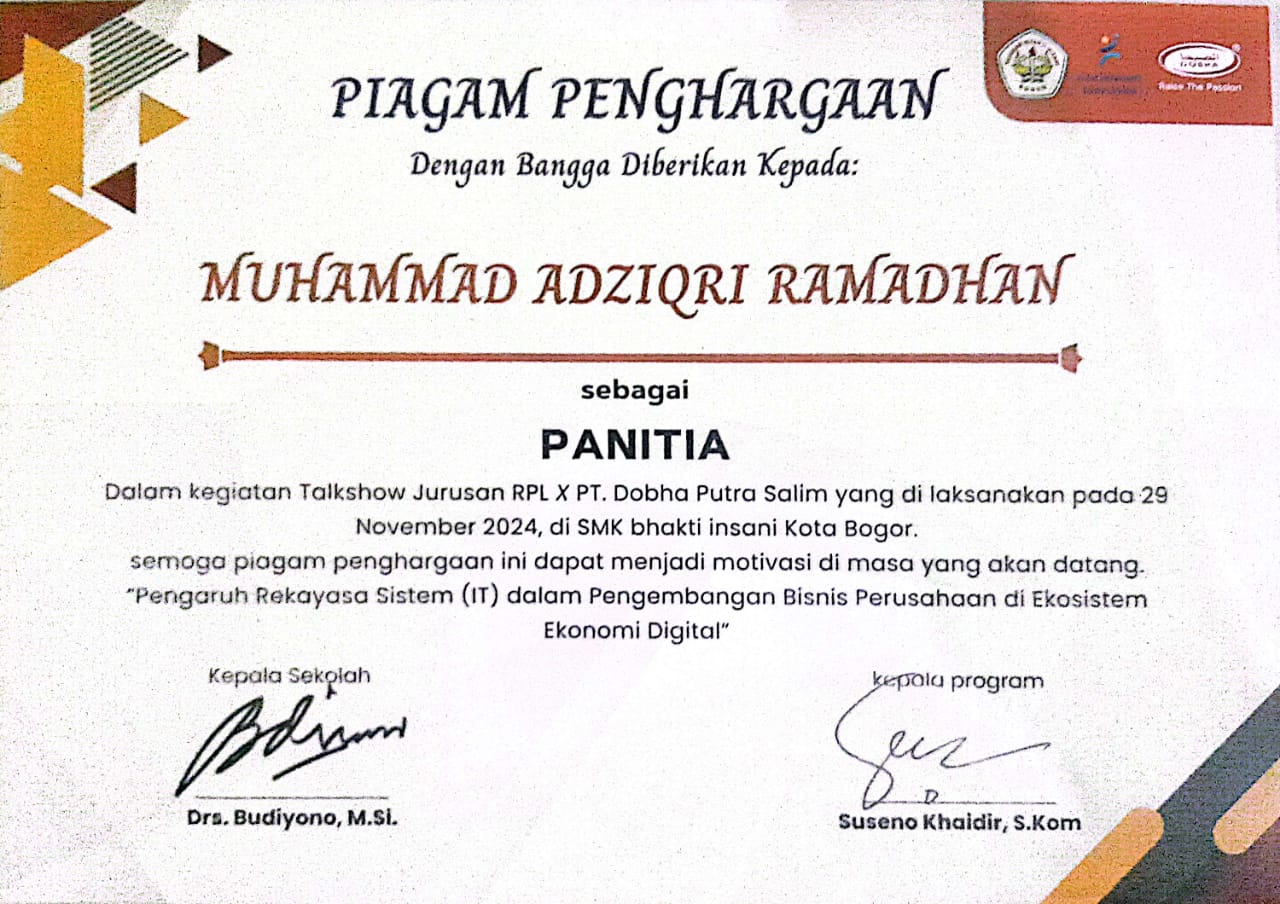 PIAGAM PENGHARGAAN
Dengan Bangga Diberikan Kepada:
DOBHA
Raise The Passion
MUHAMMAD ADZIQRI RAMADHAN
sebagai
PANITIA
Dalam kegiatan Talkshow Jurusan RPL X PT. Dobha Putra Salim yang di laksanakan pada 29
November 2024, di SMK bhakti insani Kota Bogor.
semoga piagam penghargaan ini dapat menjadi motivasi di masa yang akan datang.
"Pengaruh Rekayasa Sistem (IT) dalam Pengembangan Bisnis Perusahaan di Ekosistem
Ekonomi Digital"
Kepala Sekolah
kepala program
Drs. Budiyono, M.Si.
Suseno Khaidir, S.Kom